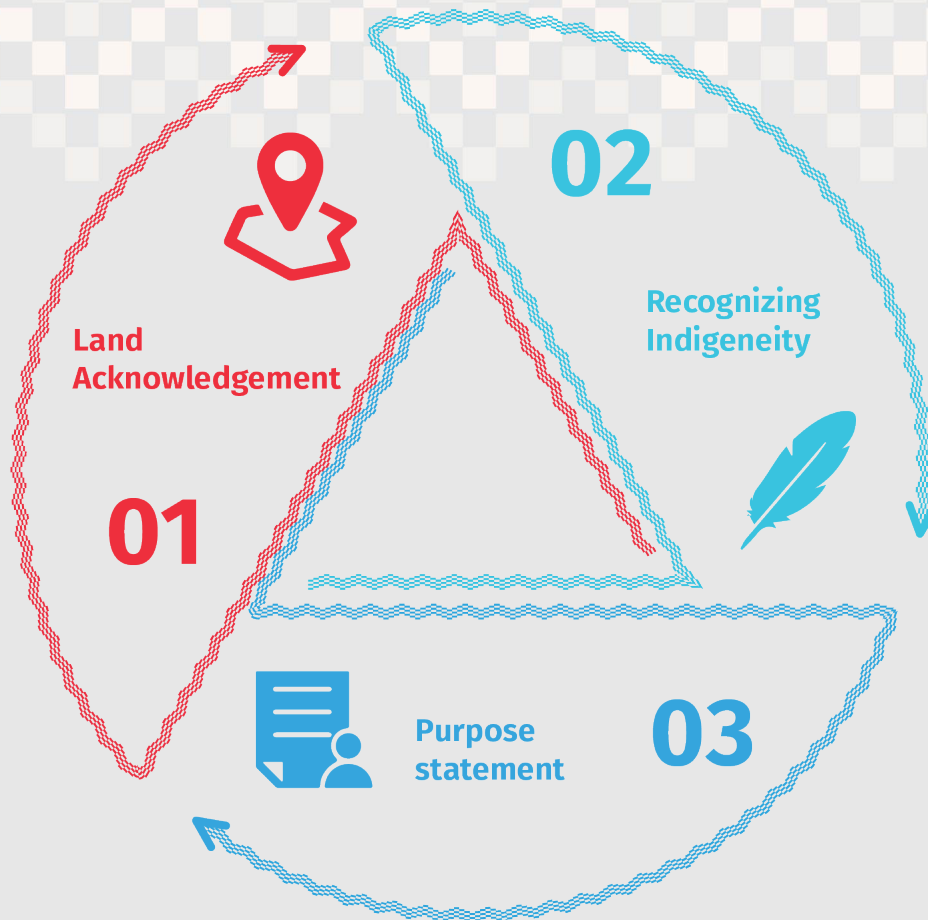 01
Land
Acknowledgement
02
Recognizing
Indigeneity
03
Purpose
statement